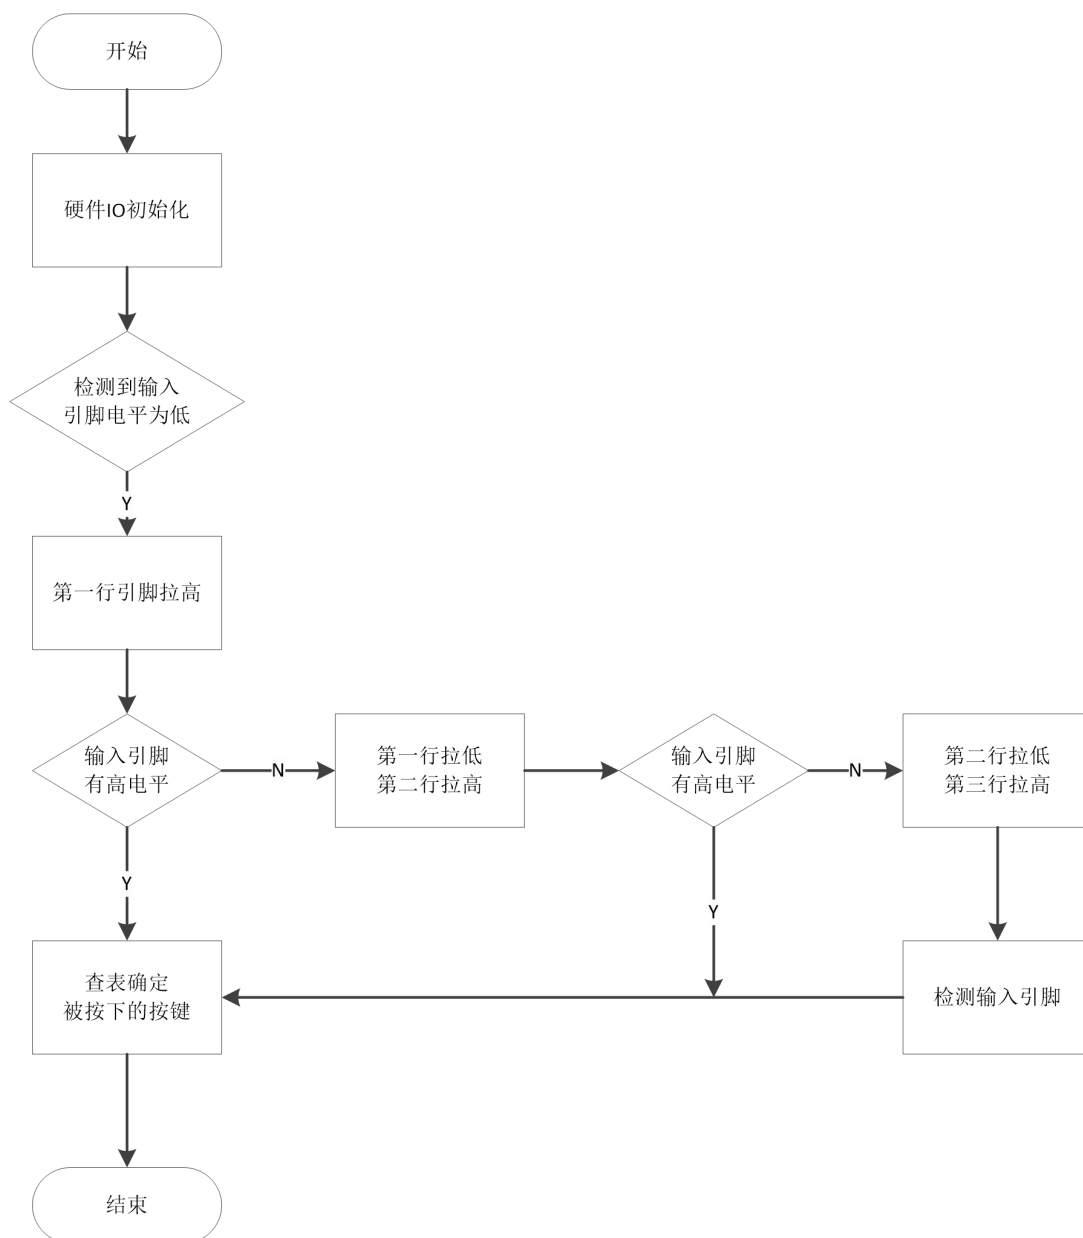 开始
硬件IO初始化
检测到输入
引脚电平为低
Y
第一行引脚拉高
输入引脚
有高电平
N
第一行拉低
第二行拉高
输入引脚
有高电平
N
第二行拉低
第三行拉高
Y
Y
查表确定
被按下的按键
检测输入引脚
结束